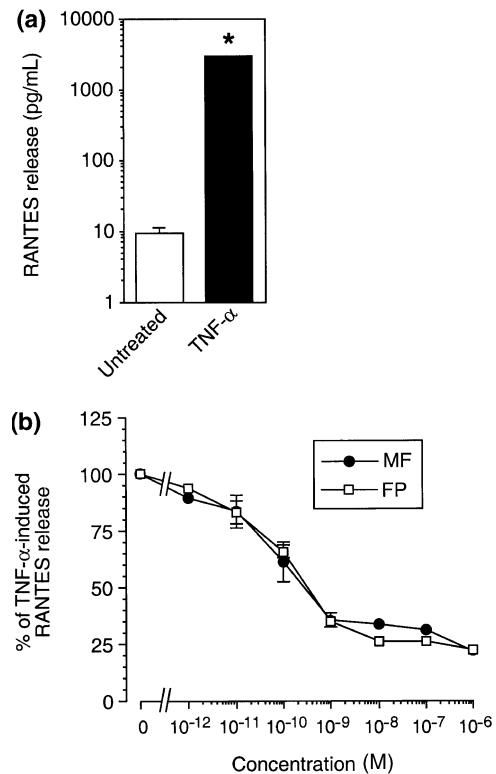 (a)
RANTES release (pg/mL)
10000
1000
100
10
1
*
Untreated
TNF-α
(b)
% of TNF-α-induced
RANTES release
125
100
75
50
25
0
MF
FP
0
10⁻¹²
10⁻¹¹
10⁻¹⁰
10⁻⁹
10⁻⁸
10⁻⁷
10⁻⁶
Concentration (M)